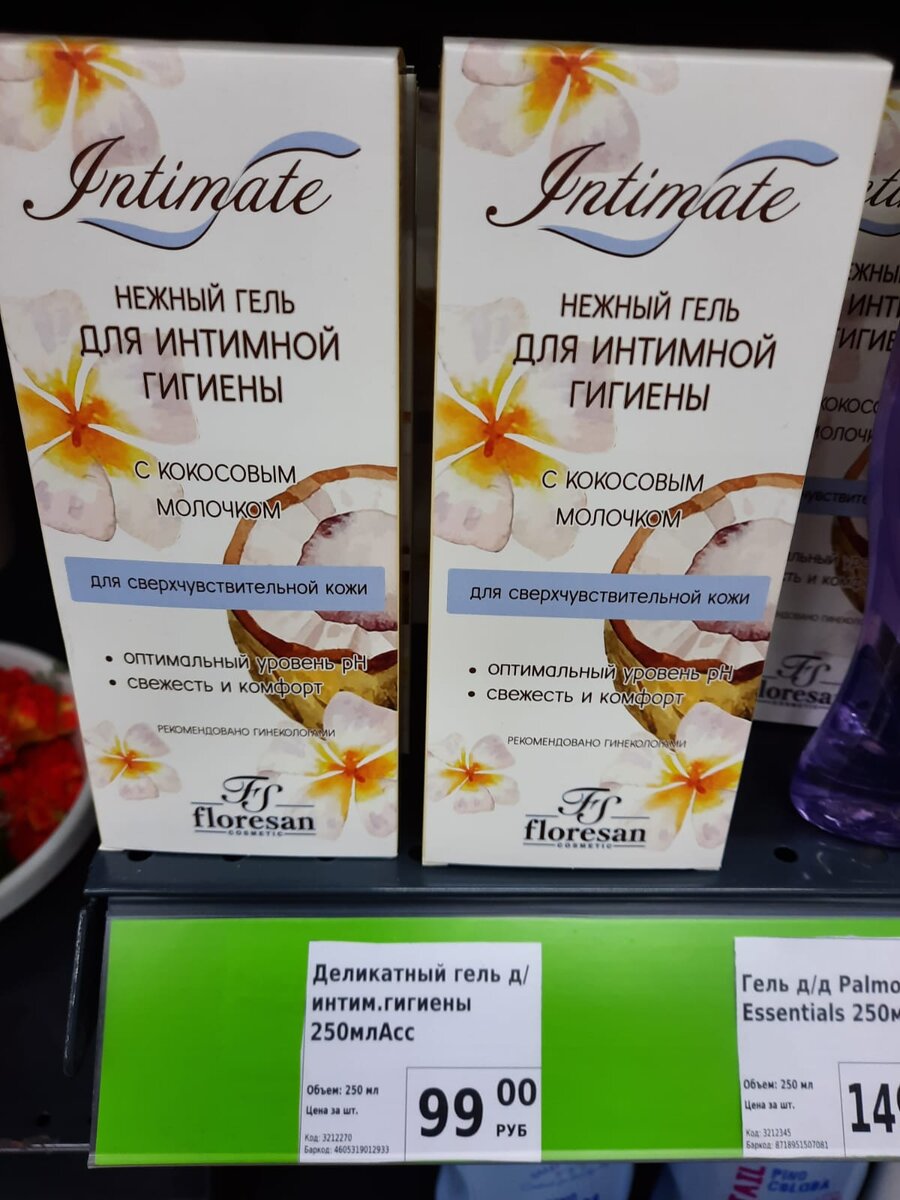 Intimate
НЕЖНЫЙ ГЕЛЬ
ДЛЯ ИНТИМНОЙ
ГИГИЕНЫ
С КОКОСОВЫМ
МОЛОЧКОМ
для сверхчувствительной кожи
• оптимальный уровень pH
• свежесть и комфорт
РЕКОМЕНДОВАНО ГИНЕКОЛОГАМИ
FS
floresan
COSMETIC
Intimate
НЕЖНЫЙ ГЕЛЬ
ДЛЯ ИНТИМНОЙ
ГИГИЕНЫ
С КОКОСОВЫМ
МОЛОЧКОМ
для сверхчувствительной кожи
• оптимальный уровень pH
• свежесть и комфорт
РЕКОМЕНДОВАНО ГИНЕКОЛОГАМИ
FS
floresan
COSMETIC
Деликатный гель д/
интим.гигиены
250млАсс
Объем: 250 мл
Цена за шт.
99 00
РУБ
Код: 3212270
Баркод: 4605319012933
Гель д/д Palmo
Essentials 250м
Объем: 250 мл
Цена за шт.
Код: 3212345
Баркод: 8718951507081